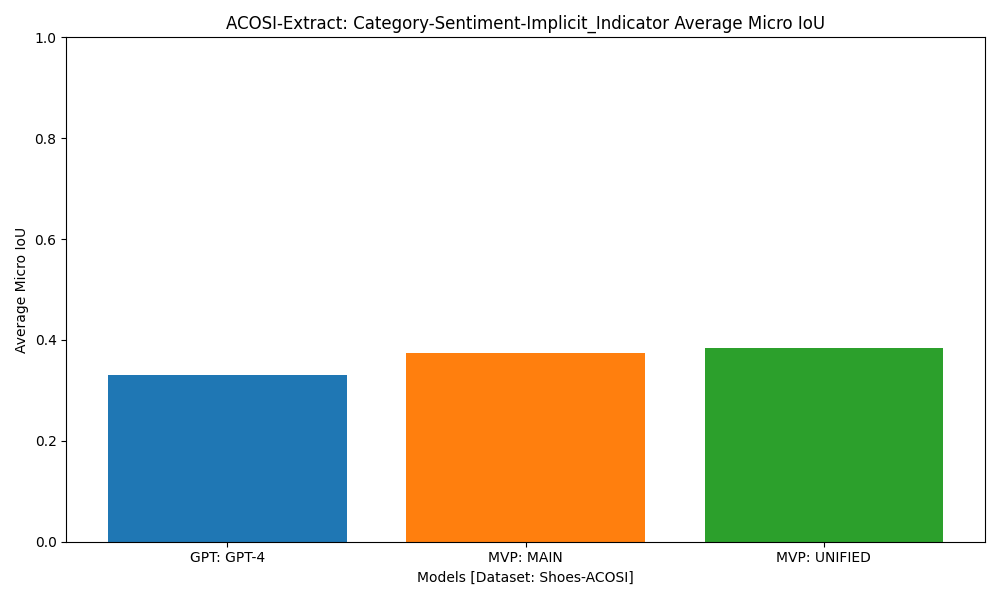 ACOSI-Extract: Category-Sentiment-Implicit_Indicator Average Micro IoU
1.0
0.8
0.6
0.4
0.2
0.0
Average Micro IoU
GPT: GPT-4
MVP: MAIN
MVP: UNIFIED
Models [Dataset: Shoes-ACOSI]